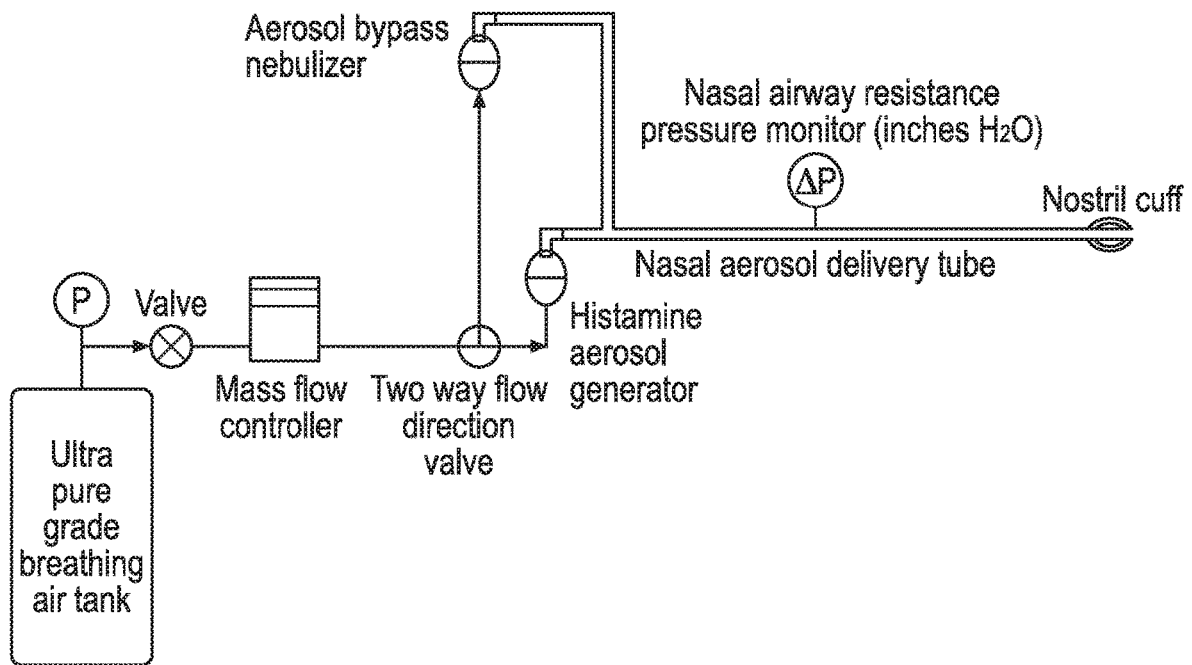 Aerosol bypass
nebulizer
Nasal airway resistance
pressure monitor (inches H₂O)
ΔP
Nostril cuff
Nasal aerosol delivery tube
P
Valve
Histamine
aerosol
generator
Mass flow
controller
Two way flow
direction
valve
Ultra
pure
grade
breathing
air tank